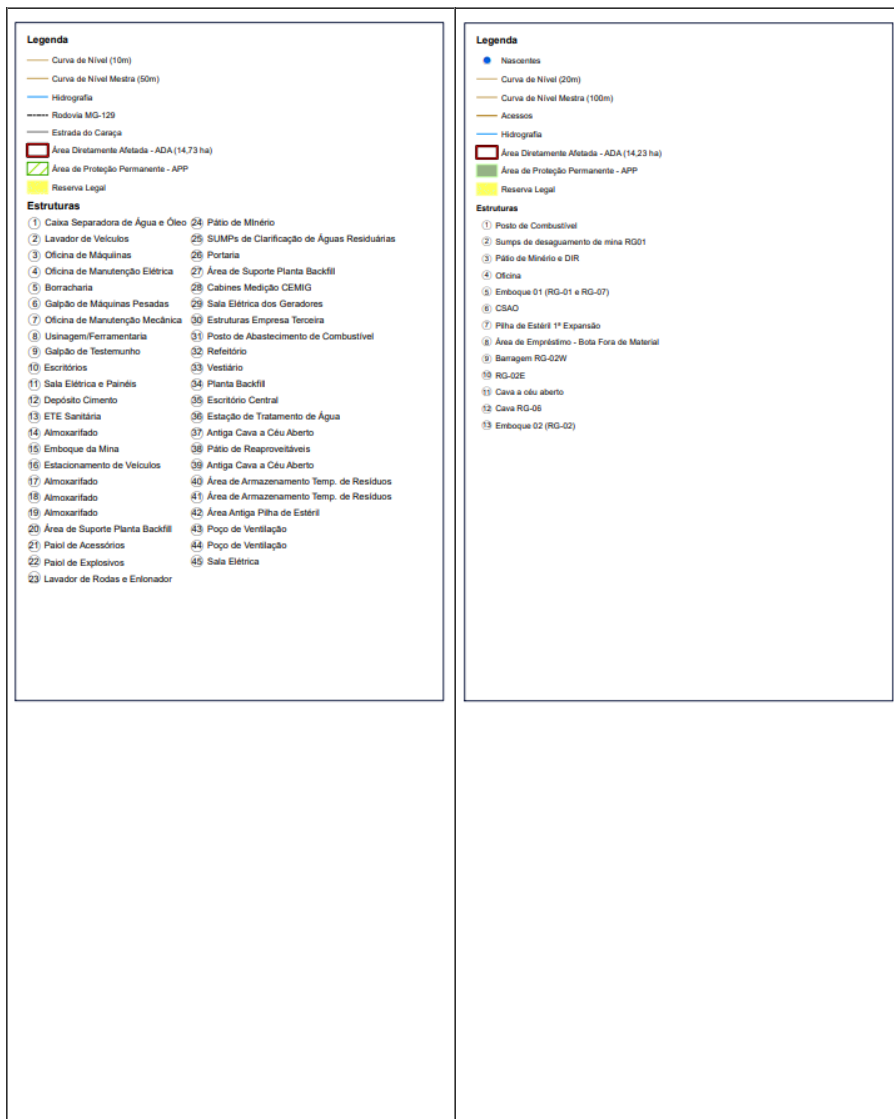 Legenda
Curva de Nível (10m)
Curva de Nível Mestra (50m)
Hidrografia
Rodovia MG-129
Estrada do Caraça
Área Diretamente Afetada - ADA (14,73 ha)
Área de Proteção Permanente - APP
Reserva Legal
Estruturas
1 Caixa Separadora de Água e Óleo
2 Lavador de Veículos
3 Oficina de Máquiinas
4 Oficina de Manutenção Elétrica
5 Borracharia
6 Galpão de Máquinas Pesadas
7 Oficina de Manutenção Mecânica
8 Usinagem/Ferramentaria
9 Galpão de Testemunho
10 Escritórios
11 Sala Elétrica e Painéis
12 Depósito Cimento
13 ETE Sanitária
14 Almoxarifado
15 Emboque da Mina
16 Estacionamento de Veículos
17 Almoxarifado
18 Almoxarifado
19 Almoxarifado
20 Área de Suporte Planta Backfill
21 Paiol de Acessórios
22 Paiol de Explosivos
23 Lavador de Rodas e Enlonador
24 Pátio de MInério
25 SUMPs de Clarificação de Águas Residuárias
26 Portaria
27 Área de Suporte Planta Backfill
28 Cabines Medição CEMIG
29 Sala Elétrica dos Geradores
30 Estruturas Empresa Terceira
31 Posto de Abastecimento de Combustível
32 Refeitório
33 Vestiário
34 Planta Backfill
35 Escritório Central
36 Estação de Tratamento de Água
37 Antiga Cava a Céu Aberto
38 Pátio de Reaproveitáveis
39 Antiga Cava a Céu Aberto
40 Área de Armazenamento Temp. de Resíduos
41 Área de Armazenamento Temp. de Resíduos
42 Área Antiga Pilha de Estéril
43 Poço de Ventilação
44 Poço de Ventilação
45 Sala Elétrica
Legenda
Nascentes
Curva de Nível (20m)
Curva de Nível Mestra (100m)
Acessos
Hidrografia
Área Diretamente Afetada - ADA (14,23 ha)
Área de Proteção Permanente - APP
Reserva Legal
Estruturas
1 Posto de Combustível
2 Sumps de desaguamento de mina RG01
3 Pátio de Minério e DIR
4 Oficina
5 Emboque 01 (RG-01 e RG-07)
6 CSAO
7 Pilha de Estéril 1ª Expansão
8 Área de Empréstimo - Bota Fora de Material
9 Barragem RG-02W
10 RG-02E
11 Cava a céu aberto
12 Cava RG-06
13 Emboque 02 (RG-02)